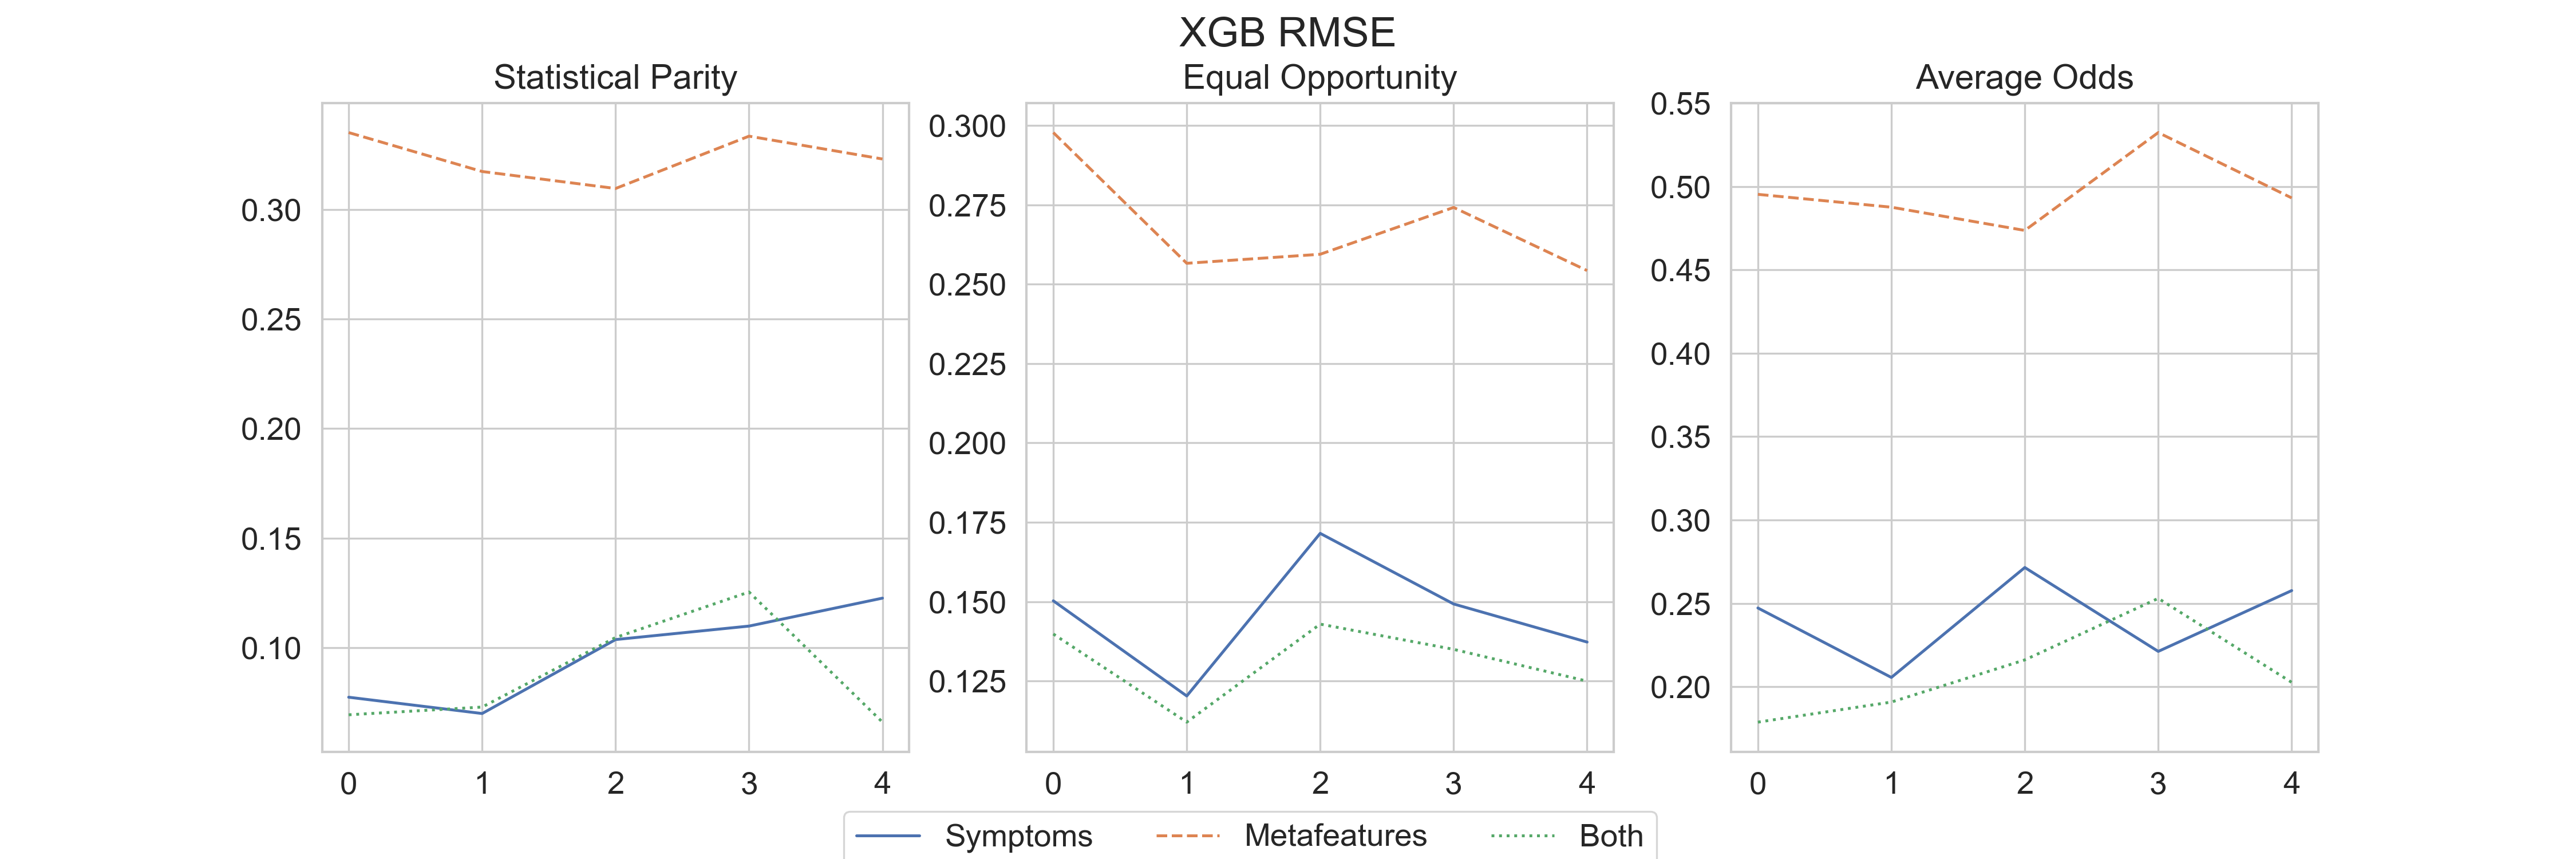 XGB RMSE
Statistical Parity
Equal Opportunity
Average Odds
0.30
0.25
0.20
0.15
0.10
0 1 2 3 4
0.300
0.275
0.250
0.225
0.200
0.175
0.150
0.125
0 1 2 3 4
0.55
0.50
0.45
0.40
0.35
0.30
0.25
0.20
0 1 2 3 4
Symptoms Metafeatures Both